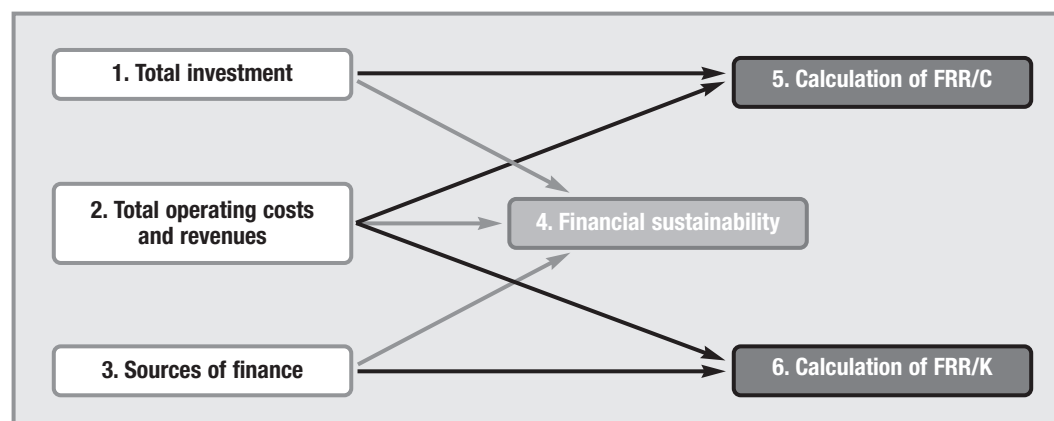 1. Total investment
5. Calculation of FRR/C
2. Total operating costs
and revenues
4. Financial sustainability
3. Sources of finance
6. Calculation of FRR/K